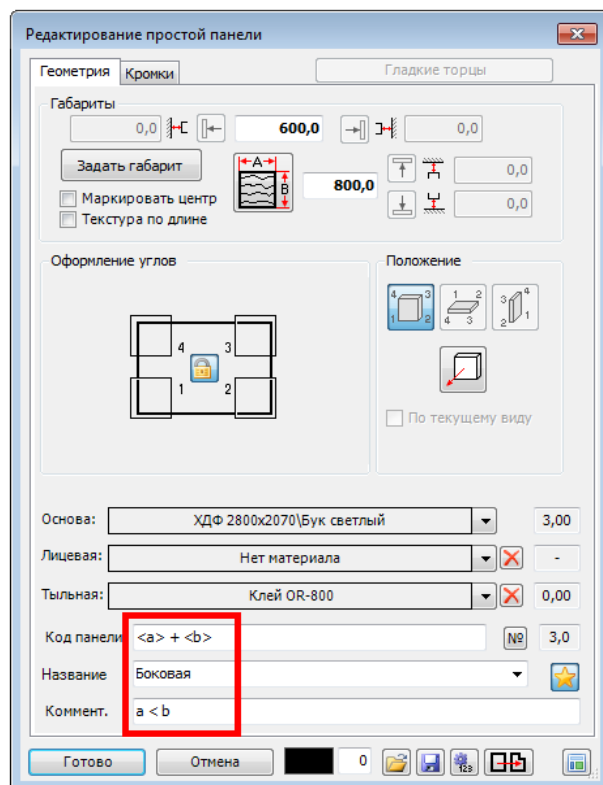 Редактирование простой панели
Геометрия Кромки Гладкие торцы
Габариты
0,0 600,0 0,0
Задать габарит A B 800,0 0,0
Маркировать центр 0,0
Текстура по длине
Оформление углов Положение
4 3 1 2
4 3 1 2
1 2 4 3
3 4 2 1
По текущему виду
Основа: ХДФ 2800х2070\Бук светлый 3,00
Лицевая: Нет материала -
Тыльная: Клей OR-800 0,00
Код панели <a> + <b> № 3,0
Название Боковая
Коммент. a < b
Готово Отмена 0 123